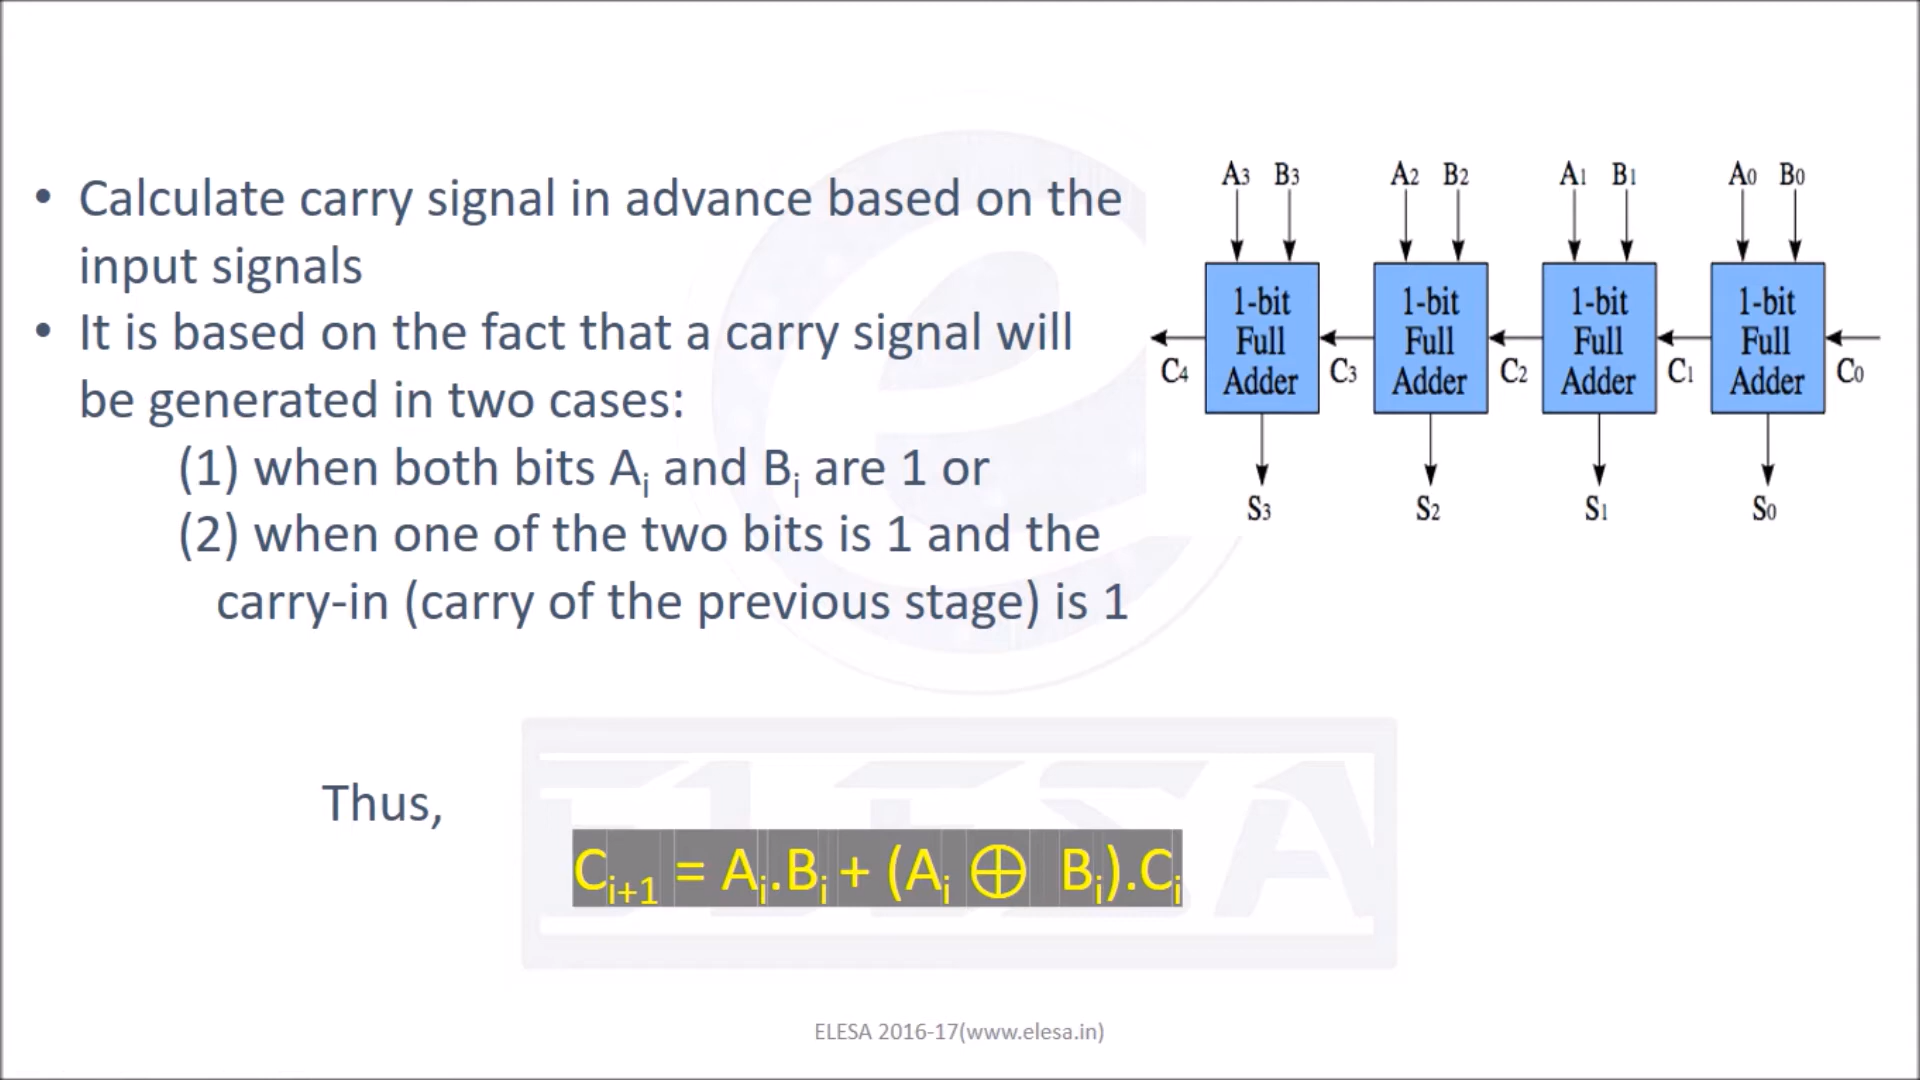 • Calculate carry signal in advance based on the
input signals
• It is based on the fact that a carry signal will
be generated in two cases:
(1) when both bits Aᵢ and Bᵢ are 1 or
(2) when one of the two bits is 1 and the
carry-in (carry of the previous stage) is 1
A3 B3 A2 B2 A1 B1 A0 B0
1-bit 1-bit 1-bit 1-bit
Full Full Full Full
Adder Adder Adder Adder
C4 C3 C2 C1 C0
S3 S2 S1 S0
Thus,
Cᵢ₊₁ = Aᵢ.Bᵢ + (Aᵢ ⊕ Bᵢ).Cᵢ
ELESA
ELESA 2016-17(www.elesa.in)